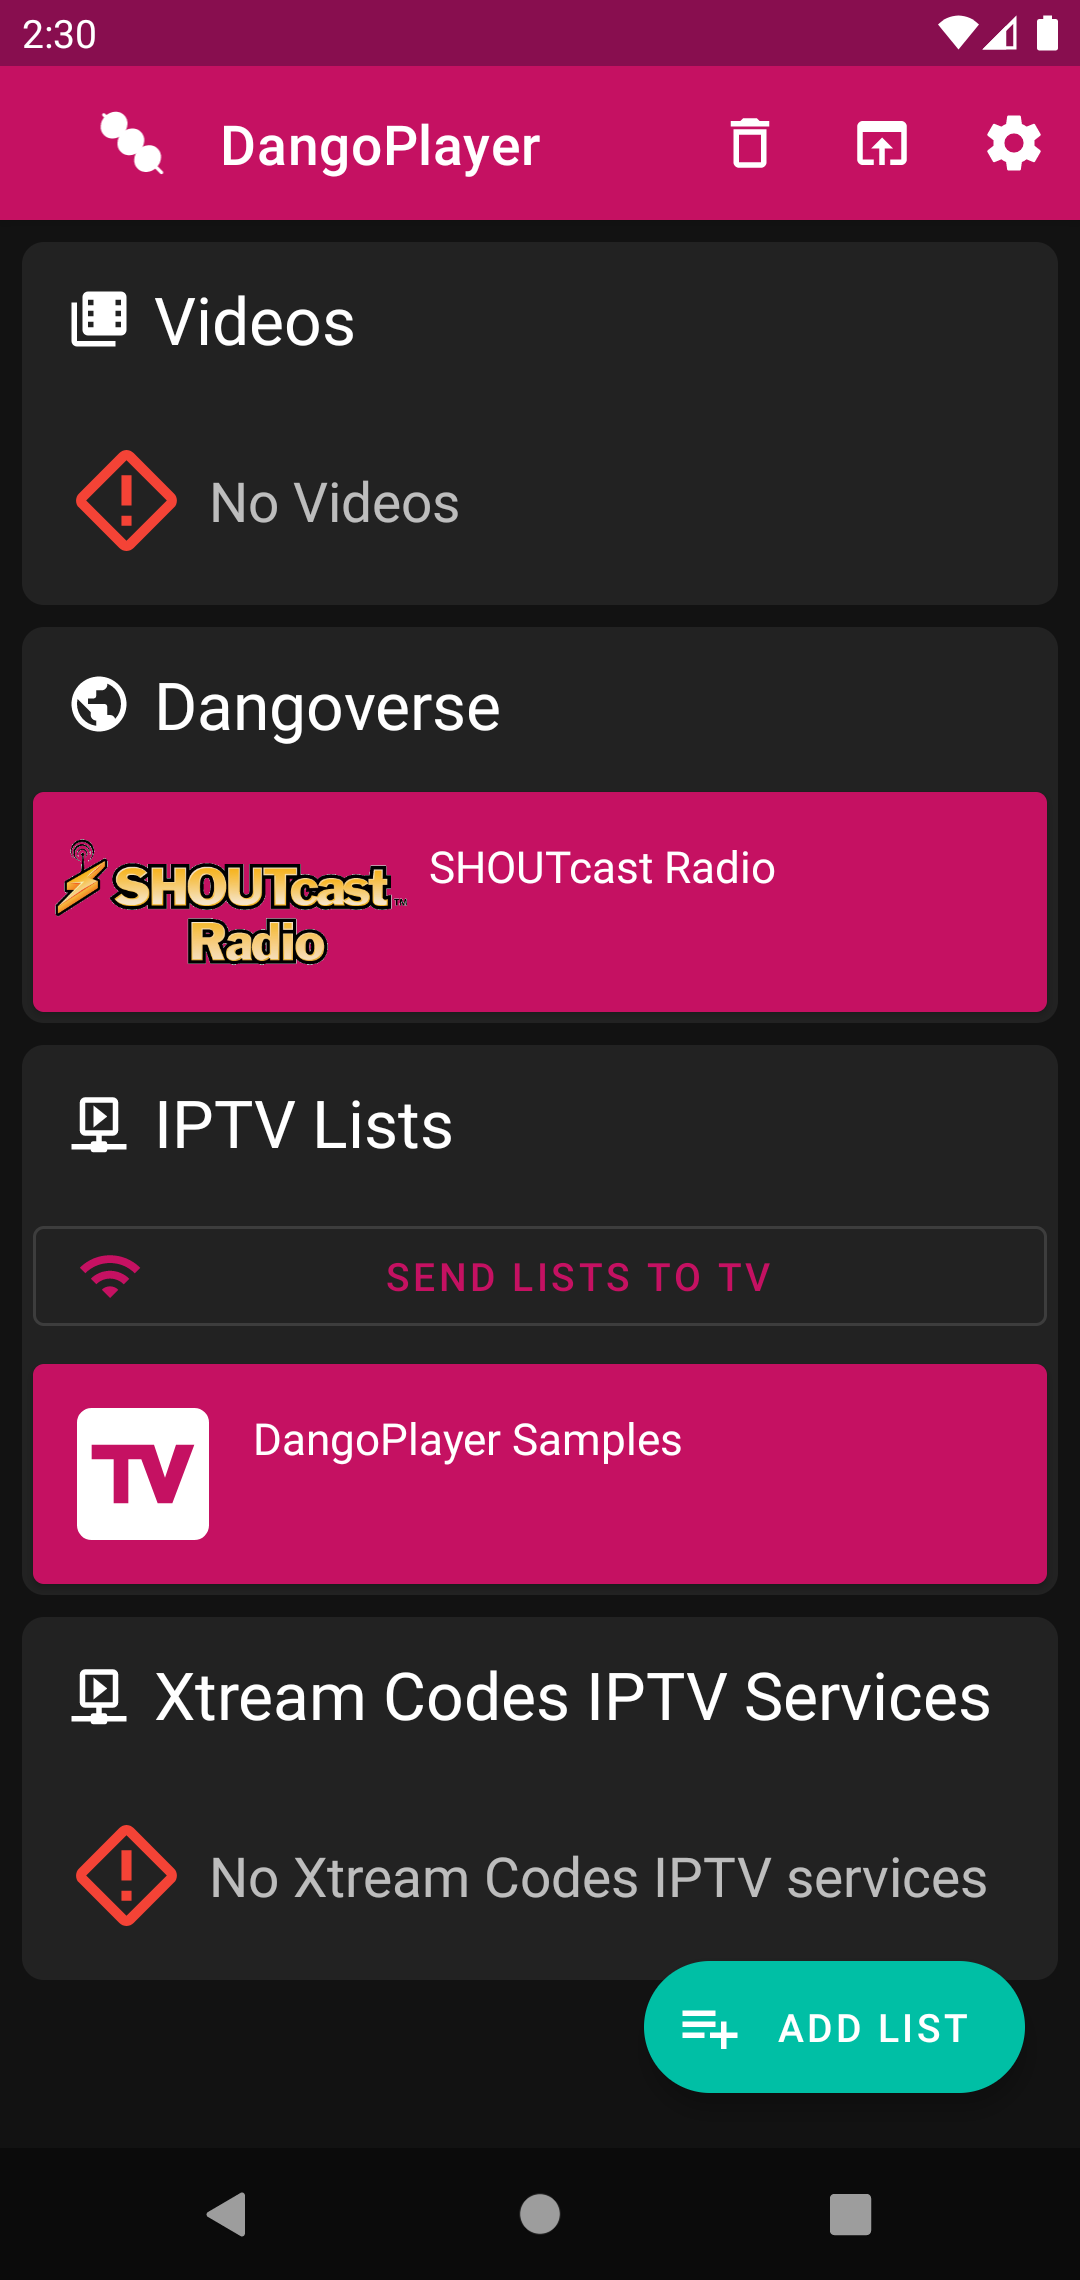 2:30
DangoPlayer
Videos
No Videos
Dangoverse
SHOUTcast™
Radio
SHOUTcast Radio
IPTV Lists
SEND LISTS TO TV
TV
DangoPlayer Samples
Xtream Codes IPTV Services
No Xtream Codes IPTV services
ADD LIST